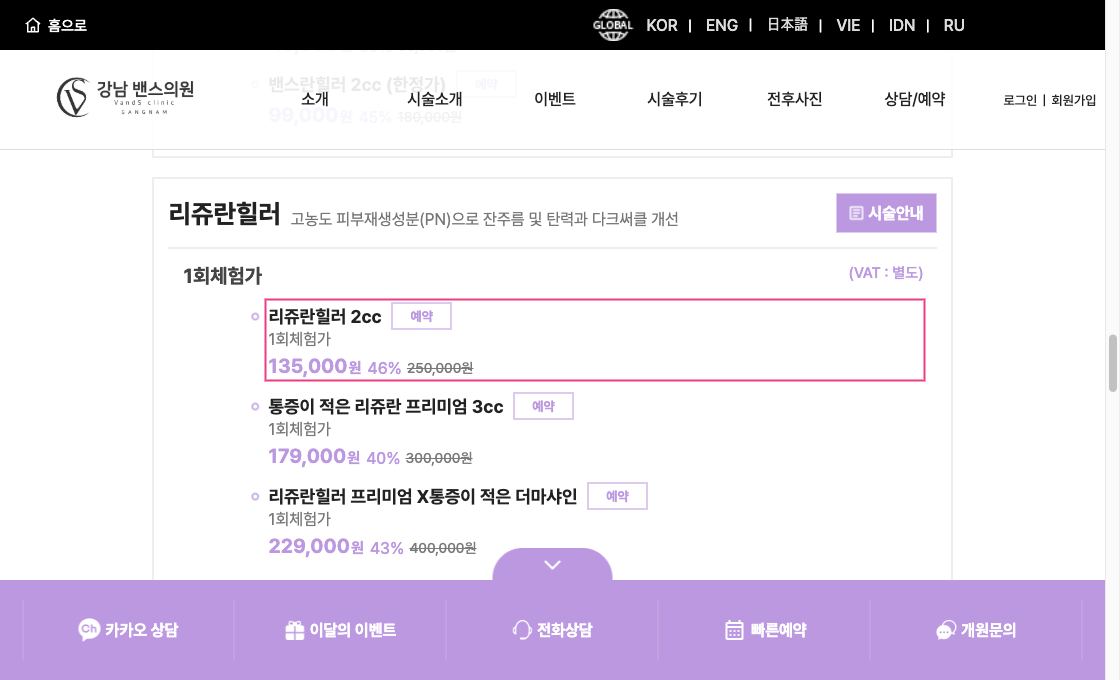 홈으로
GLOBAL KOR | ENG | 日本語 | VIE | IDN | RU
밴스란힐러 2cc (한정가) 예약
99,000원 45% 180,000원
강남 밴스의원
VandS clinic
GANGNAM
소개 시술소개 이벤트 시술후기 전후사진 상담/예약
로그인 | 회원가입
리쥬란힐러 고농도 피부재생성분(PN)으로 잔주름 및 탄력과 다크써클 개선
시술안내
1회체험가
(VAT : 별도)
리쥬란힐러 2cc 예약
1회체험가
135,000원 46% 250,000원
통증이 적은 리쥬란 프리미엄 3cc 예약
1회체험가
179,000원 40% 300,000원
리쥬란힐러 프리미엄 X통증이 적은 더마샤인 예약
1회체험가
229,000원 43% 400,000원
Ch 카카오 상담
이달의 이벤트
전화상담
빠른예약
개원문의